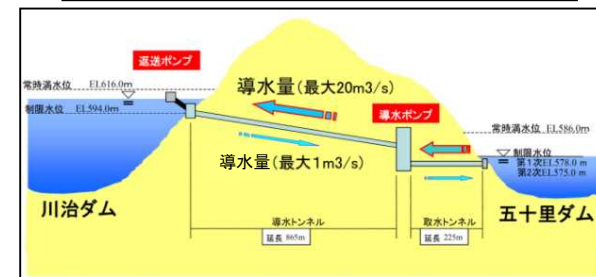 返送ポンプ
常時満水位 EL616.0m
制限水位 EL594.0m
導水量(最大20m3/s)
導水ポンプ
常時満水位 EL586.0m
制限水位
第1次EL578.0 m
第2次EL575.0 m
導水量(最大1m3/s)
川治ダム
五十里ダム
導水トンネル
延長 865m
取水トンネル
延長 225m